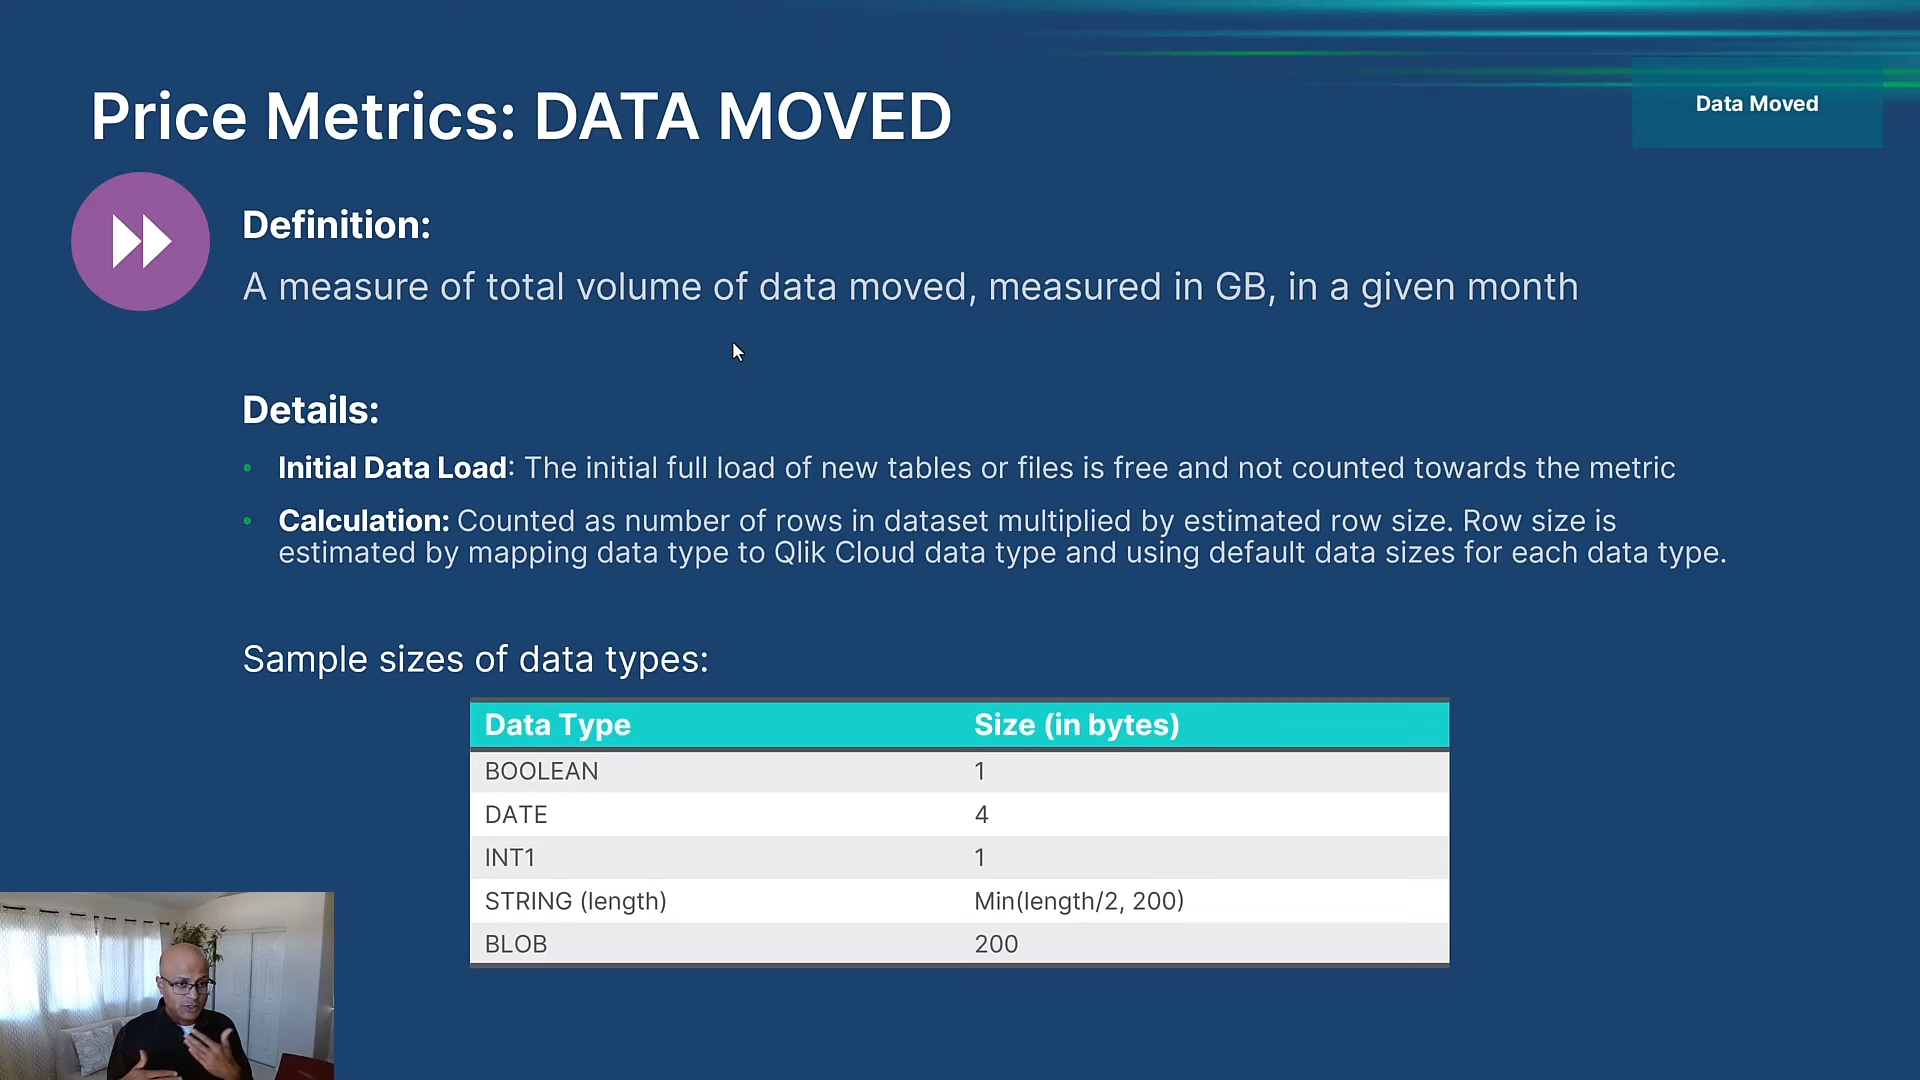 Price Metrics: DATA MOVED
Data Moved
Definition:
A measure of total volume of data moved, measured in GB, in a given month
Details:
• Initial Data Load: The initial full load of new tables or files is free and not counted towards the metric
• Calculation: Counted as number of rows in dataset multiplied by estimated row size. Row size is
estimated by mapping data type to Qlik Cloud data type and using default data sizes for each data type.
Sample sizes of data types:
Data Type Size (in bytes)
BOOLEAN 1
DATE 4
INT1 1
STRING (length) Min(length/2, 200)
BLOB 200